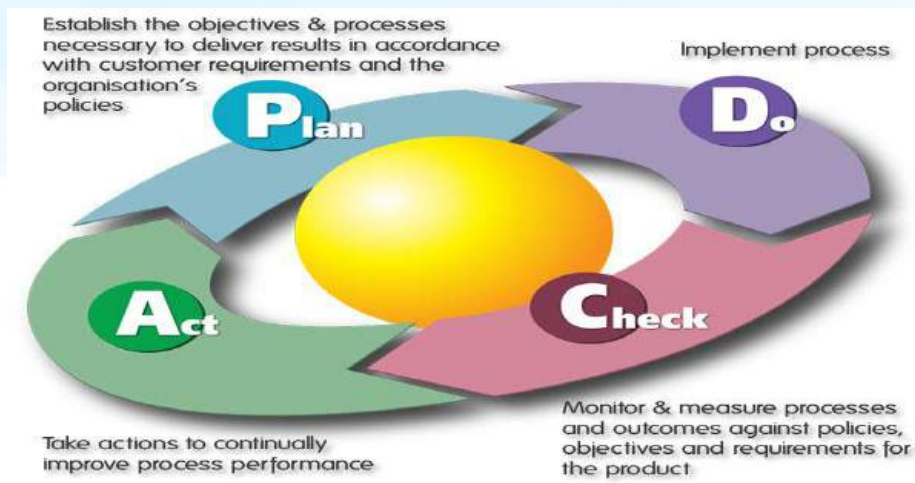 Establish the objectives & processes
necessary to deliver results in accordance
with customer requirements and the
organisation's
policies
Plan
Implement process
Do
Check
Monitor & measure processes
and outcomes against policies,
objectives and requirements for
the product
Act
Take actions to continually
improve process performance